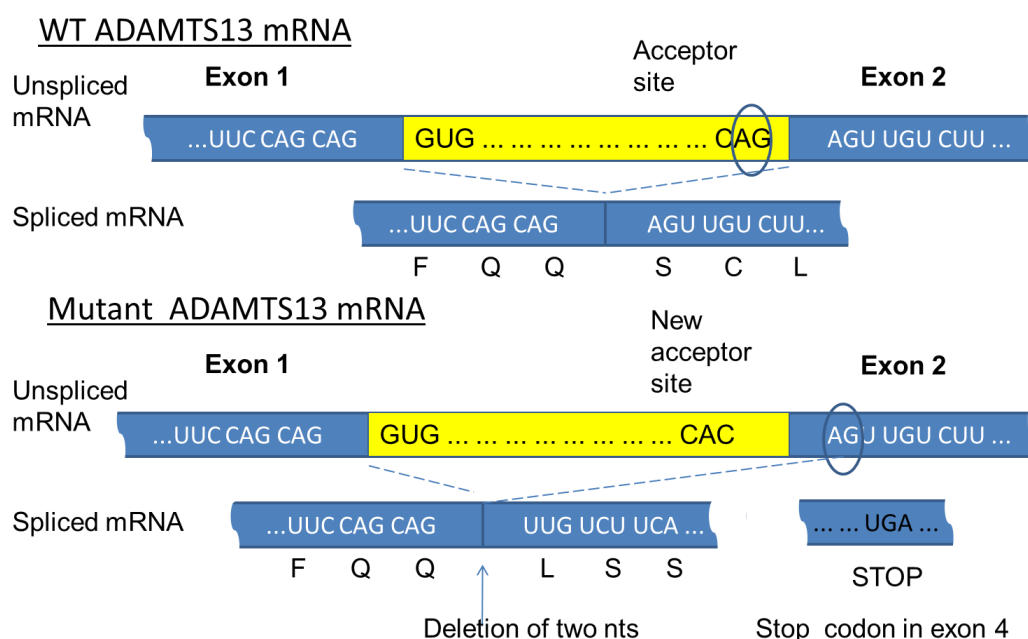 WT ADAMTS13 mRNA
Exon 1
Acceptor
site
Exon 2
Unspliced
mRNA
...UUC CAG CAG
GUG ... ... ... ... ... ... ... CAG
AGU UGU CUU ...
Spliced mRNA
...UUC CAG CAG
AGU UGU CUU...
F Q Q S C L
Mutant ADAMTS13 mRNA
Exon 1
New
acceptor
site
Exon 2
Unspliced
mRNA
...UUC CAG CAG
GUG ... ... ... ... ... ... ... CAC
AGU UGU CUU ...
Spliced mRNA
...UUC CAG CAG
UUG UCU UCA ...
... ... UGA ...
F Q Q L S S
STOP
Deletion of two nts
Stop codon in exon 4